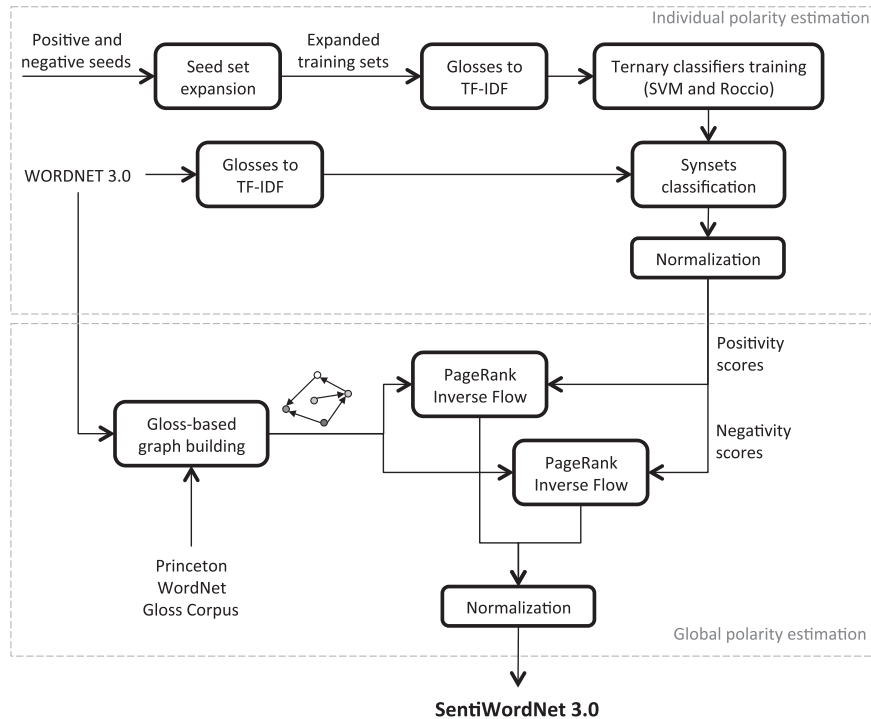 Individual polarity estimation
Positive and
negative seeds
Seed set
expansion
Expanded
training sets
Glosses to
TF-IDF
Ternary classifiers training
(SVM and Roccio)
WORDNET 3.0
Glosses to
TF-IDF
Synsets
classification
Normalization
Positivity
scores
PageRank
Inverse Flow
Gloss-based
graph building
Negativity
scores
PageRank
Inverse Flow
Princeton
WordNet
Gloss Corpus
Normalization
Global polarity estimation
SentiWordNet 3.0